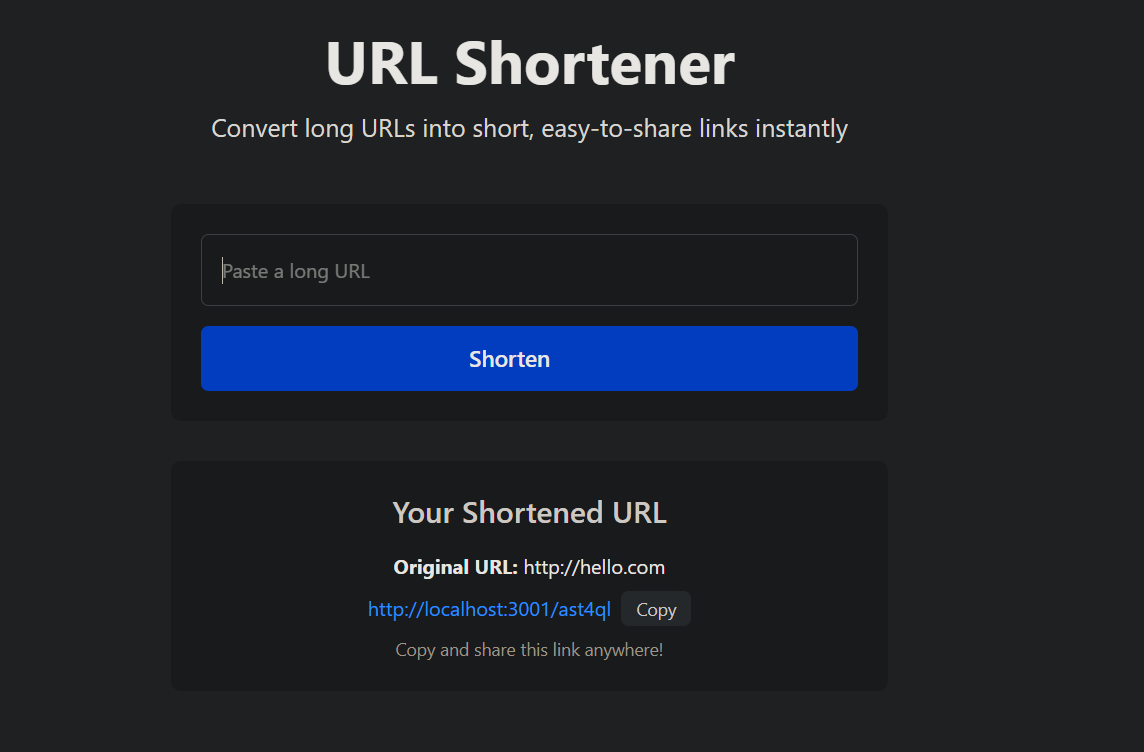 URL Shortener
Convert long URLs into short, easy-to-share links instantly
Paste a long URL
Shorten
Your Shortened URL
Original URL: http://hello.com
http://localhost:3001/ast4ql Copy
Copy and share this link anywhere!